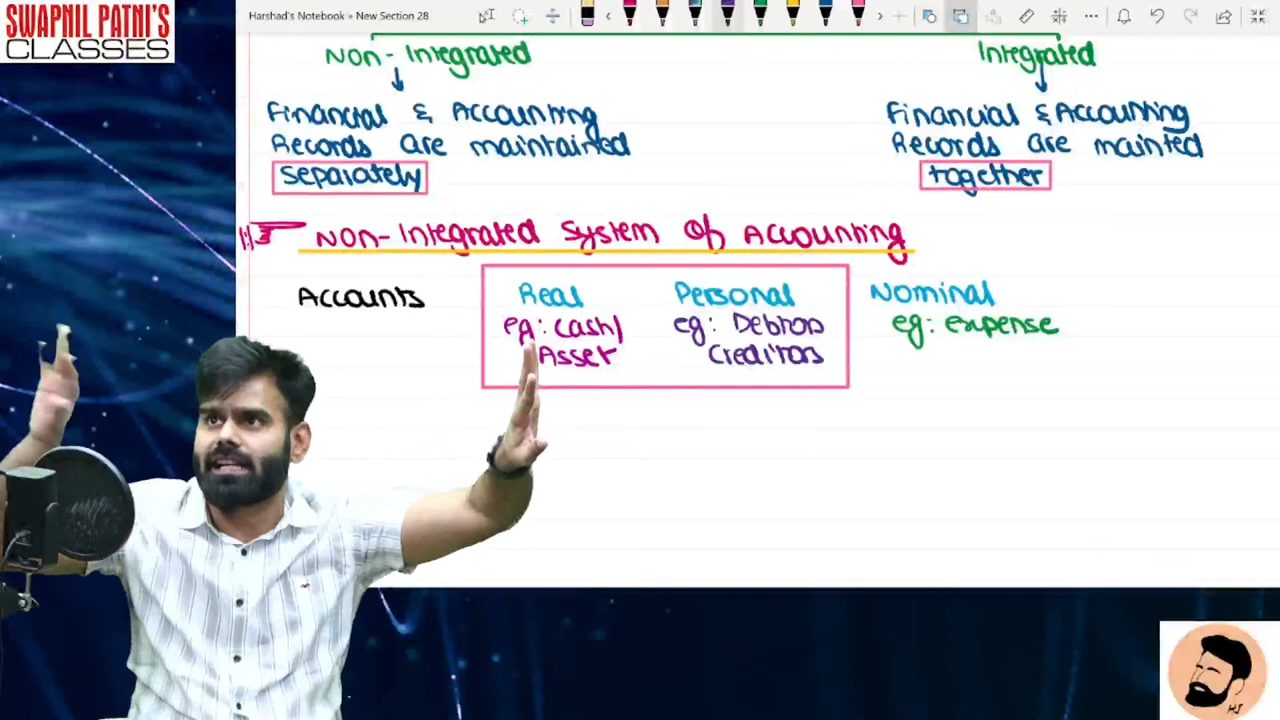 SWAPNIL PATNI'S
CLASSES
Harshad's Notebook » New Section 28
Non-Integrated
Integrated
Financial & Accounting
Records are maintained
separately
Financial & Accounting
Records are mainted
together
1) Non-Integrated System of Accounting
Accounts
Real
eg: Cash/
Asset
Personal
eg: Debtors
Creditors
Nominal
eg: expense
HS